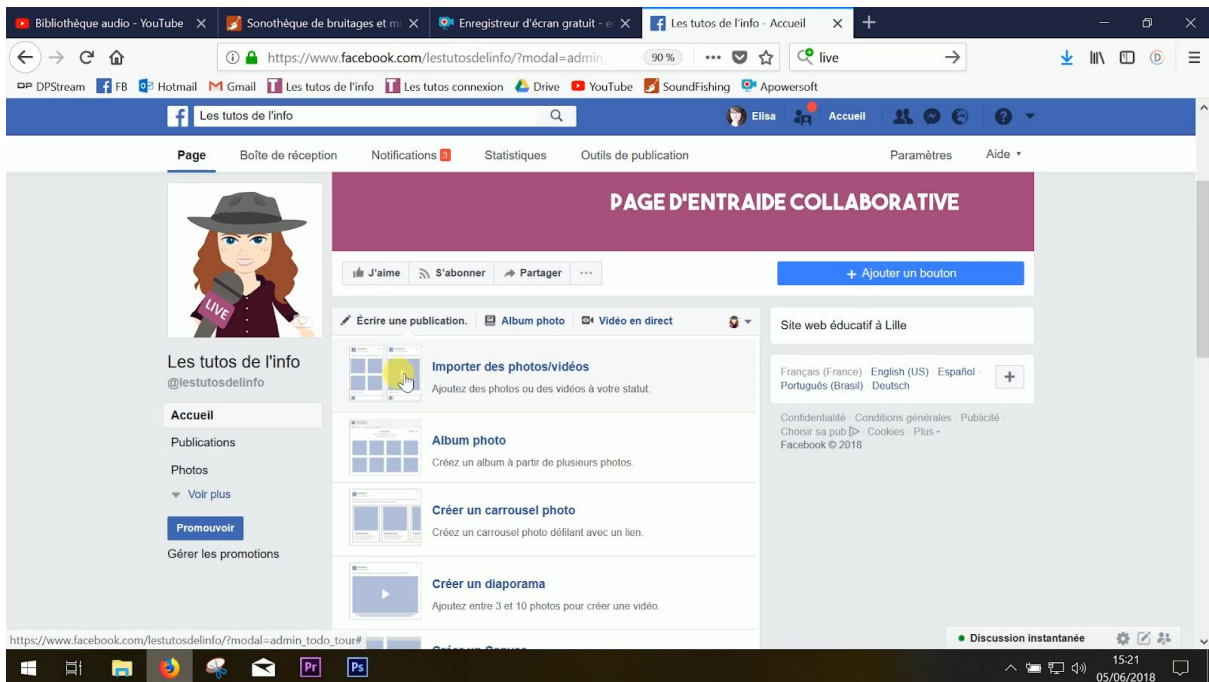 Bibliothèque audio - YouTube
Sonothèque de bruitages et mu
Enregistreur d'écran gratuit - e
Les tutos de l'info - Accueil
https://www.facebook.com/lestutosdelinfo/?modal=admin
90 %
live
DPStream
FB
Hotmail
Gmail
Les tutos de l'info
Les tutos connexion
Drive
YouTube
SoundFishing
Apowersoft
Les tutos de l'info
Elisa
Accueil
Page
Boîte de réception
Notifications 3
Statistiques
Outils de publication
Paramètres
Aide
PAGE D'ENTRAIDE COLLABORATIVE
LIVE
J'aime
S'abonner
Partager
+ Ajouter un bouton
Écrire une publication.
Album photo
Vidéo en direct
Site web éducatif à Lille
Les tutos de l'info
@lestutosdelinfo
Accueil
Publications
Photos
Voir plus
Promouvoir
Gérer les promotions
Importer des photos/vidéos
Ajoutez des photos ou des vidéos à votre statut.
Album photo
Créez un album à partir de plusieurs photos.
Créer un carrousel photo
Créez un carrousel photo défilant avec un lien.
Créer un diaporama
Ajoutez entre 3 et 10 photos pour créer une vidéo.
Français (France) · English (US) · Español ·
Português (Brasil) · Deutsch
Confidentialité · Conditions générales · Publicité ·
Choisir sa pub · Cookies · Plus
Facebook © 2018
https://www.facebook.com/lestutosdelinfo/?modal=admin_todo_tour#
Discussion instantanée
Pr
Ps
15:21
05/06/2018